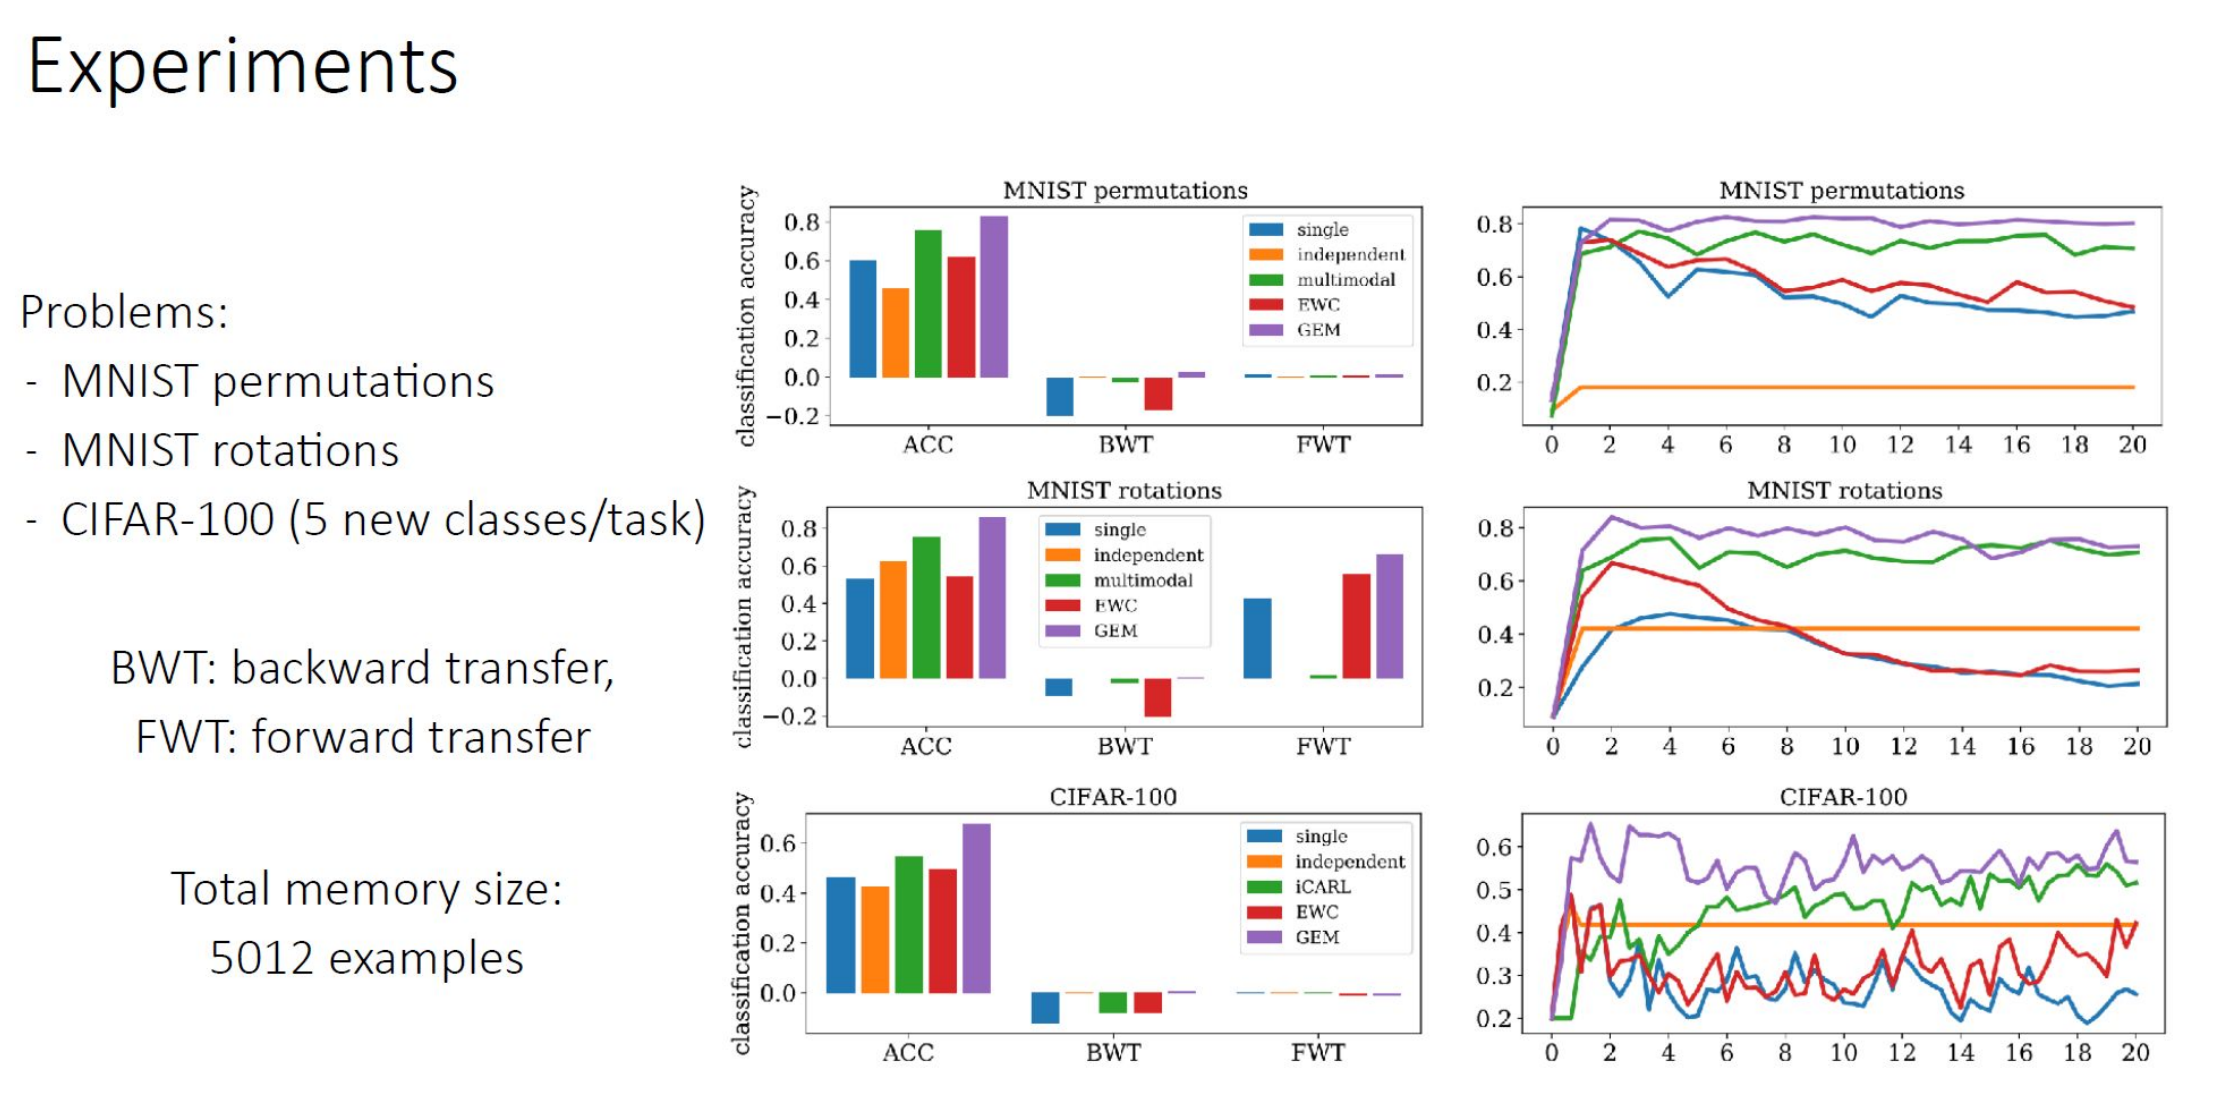 Experiments
Problems:
- MNIST permutations
- MNIST rotations
- CIFAR-100 (5 new classes/task)
BWT: backward transfer,
FWT: forward transfer
Total memory size:
5012 examples
MNIST permutations
classification accuracy
0.8
0.6
0.4
0.2
0.0
−0.2
single
independent
multimodal
EWC
GEM
ACC BWT FWT
MNIST permutations
0.8
0.6
0.4
0.2
0 2 4 6 8 10 12 14 16 18 20
MNIST rotations
classification accuracy
0.8
0.6
0.4
0.2
0.0
−0.2
single
independent
multimodal
EWC
GEM
ACC BWT FWT
MNIST rotations
0.8
0.6
0.4
0.2
0 2 4 6 8 10 12 14 16 18 20
CIFAR-100
classification accuracy
0.6
0.4
0.2
0.0
single
independent
iCARL
EWC
GEM
ACC BWT FWT
CIFAR-100
0.6
0.5
0.4
0.3
0.2
0 2 4 6 8 10 12 14 16 18 20